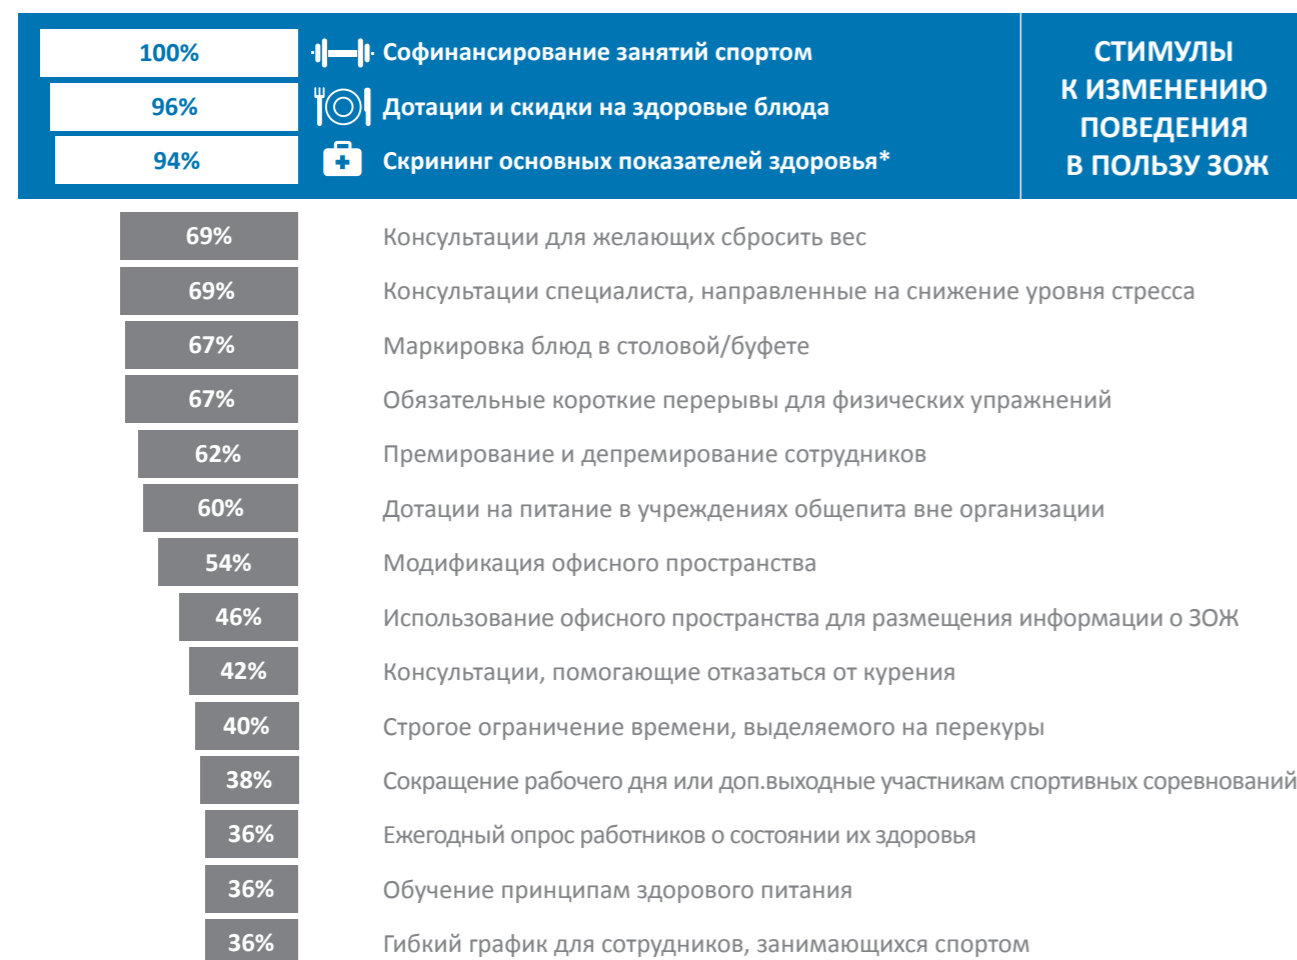 100% Софинансирование занятий спортом
96% Дотации и скидки на здоровые блюда
94% Скрининг основных показателей здоровья*
СТИМУЛЫ
К ИЗМЕНЕНИЮ
ПОВЕДЕНИЯ
В ПОЛЬЗУ ЗОЖ
69% Консультации для желающих сбросить вес
69% Консультации специалиста, направленные на снижение уровня стресса
67% Маркировка блюд в столовой/буфете
67% Обязательные короткие перерывы для физических упражнений
62% Премирование и депремирование сотрудников
60% Дотации на питание в учреждениях общепита вне организации
54% Модификация офисного пространства
46% Использование офисного пространства для размещения информации о ЗОЖ
42% Консультации, помогающие отказаться от курения
40% Строгое ограничение времени, выделяемого на перекуры
38% Сокращение рабочего дня или доп.выходные участникам спортивных соревнований
36% Ежегодный опрос работников о состоянии их здоровья
36% Обучение принципам здорового питания
36% Гибкий график для сотрудников, занимающихся спортом